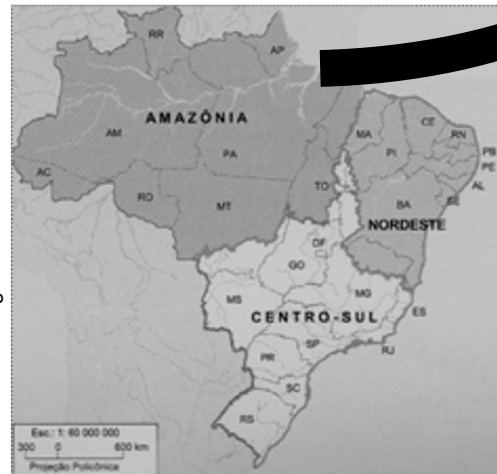 RR
AP
AMAZÔNIA
AM
PA
AC
RO
MT
TO
MA
CE
RN
PI
PB
PE
AL
SE
BA
NORDESTE
DF
GO
MS
MG
ES
CENTRO-SUL
SP
RJ
PR
SC
RS
Esc.: 1: 60 000 000
300 0 600 km
Projeção Policônica